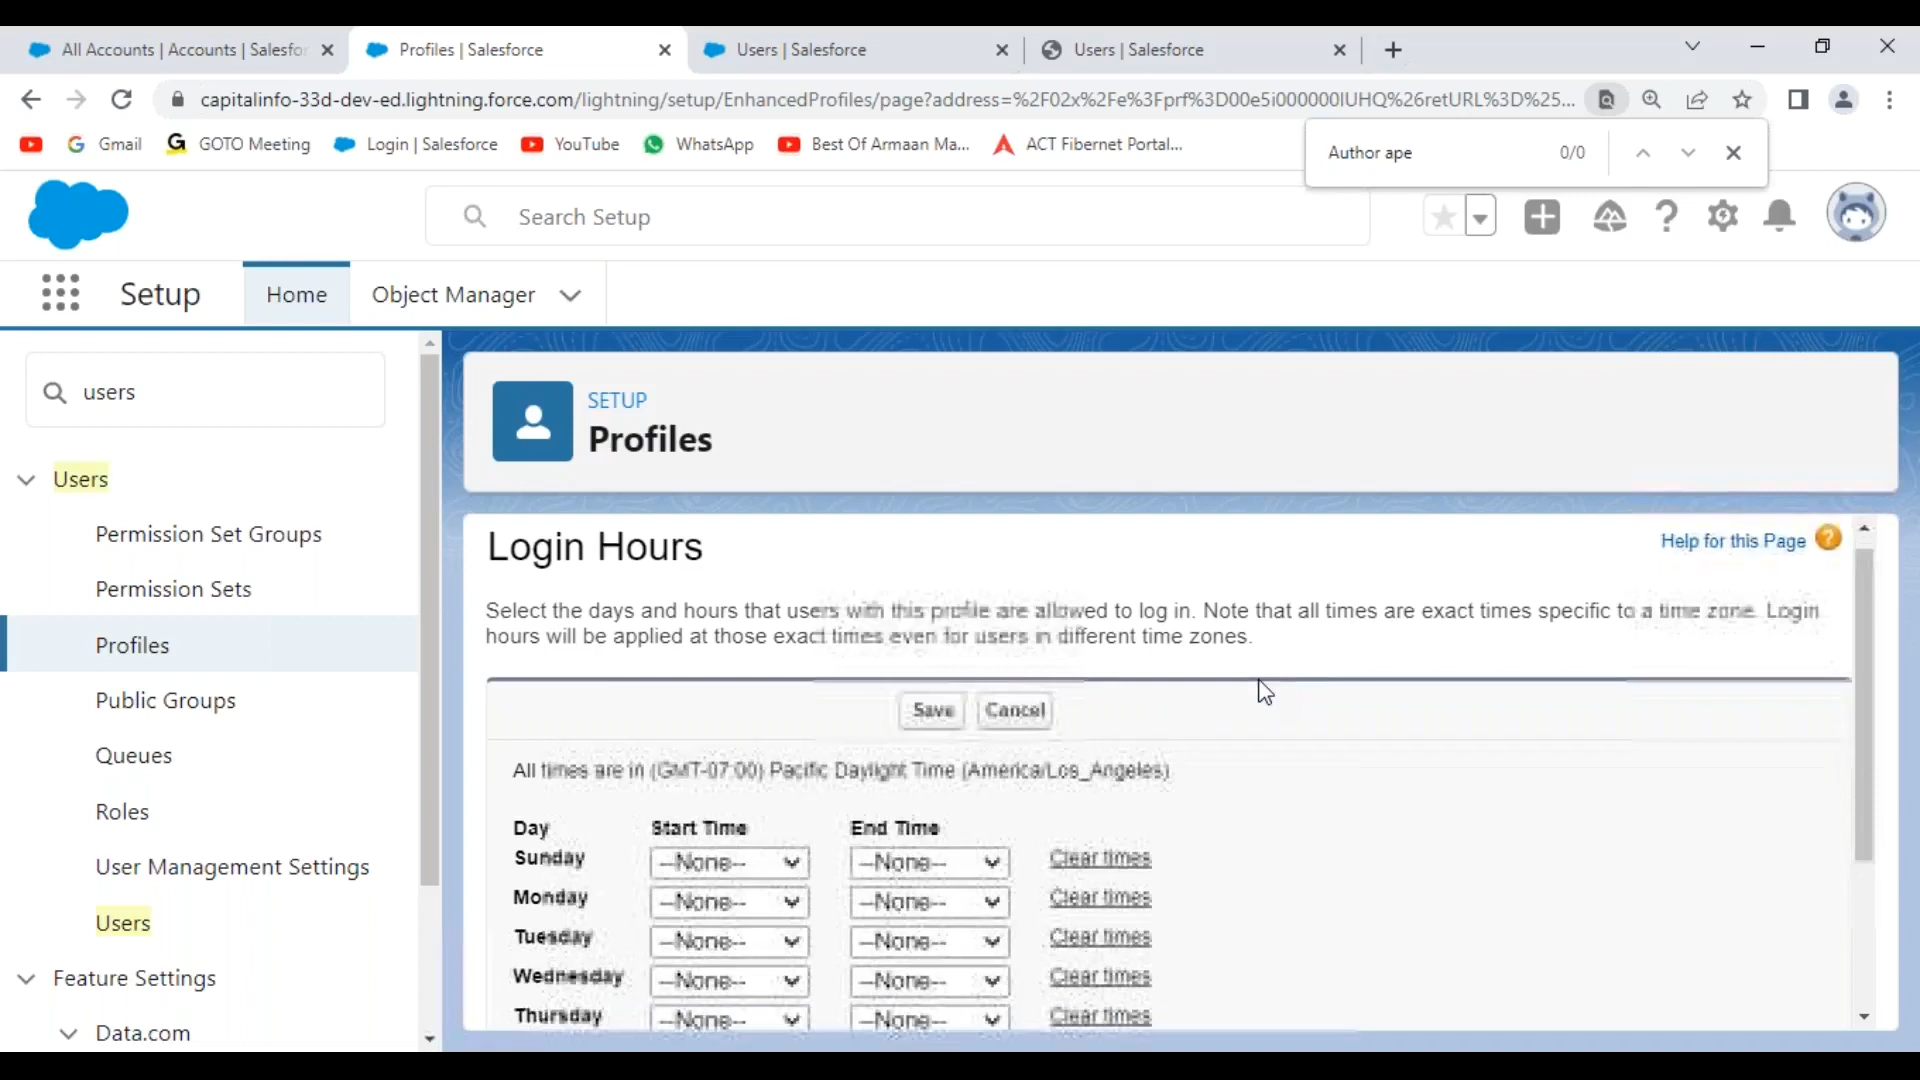 All Accounts | Accounts | Salesfor
Profiles | Salesforce
Users | Salesforce
Users | Salesforce
capitalinfo-33d-dev-ed.lightning.force.com/lightning/setup/EnhancedProfiles/page?address=%2F02x%2Fe%3Fprf%3D00e5i000000IUHQ%26retURL%3D%25...
Gmail
GOTO Meeting
Login | Salesforce
YouTube
WhatsApp
Best Of Armaan Ma...
ACT Fibernet Portal...
Author ape 0/0
Search Setup
Setup
Home
Object Manager
users
Users
Permission Set Groups
Permission Sets
Profiles
Public Groups
Queues
Roles
User Management Settings
Users
Feature Settings
Data.com
SETUP
Profiles
Login Hours
Help for this Page
Select the days and hours that users with this profile are allowed to log in. Note that all times are exact times specific to a time zone. Login
hours will be applied at those exact times even for users in different time zones.
Save Cancel
All times are in (GMT-07:00) Pacific Daylight Time (America/Los_Angeles)
Day Start Time End Time
Sunday --None-- --None-- Clear times
Monday --None-- --None-- Clear times
Tuesday --None-- --None-- Clear times
Wednesday --None-- --None-- Clear times
Thursday --None-- --None-- Clear times